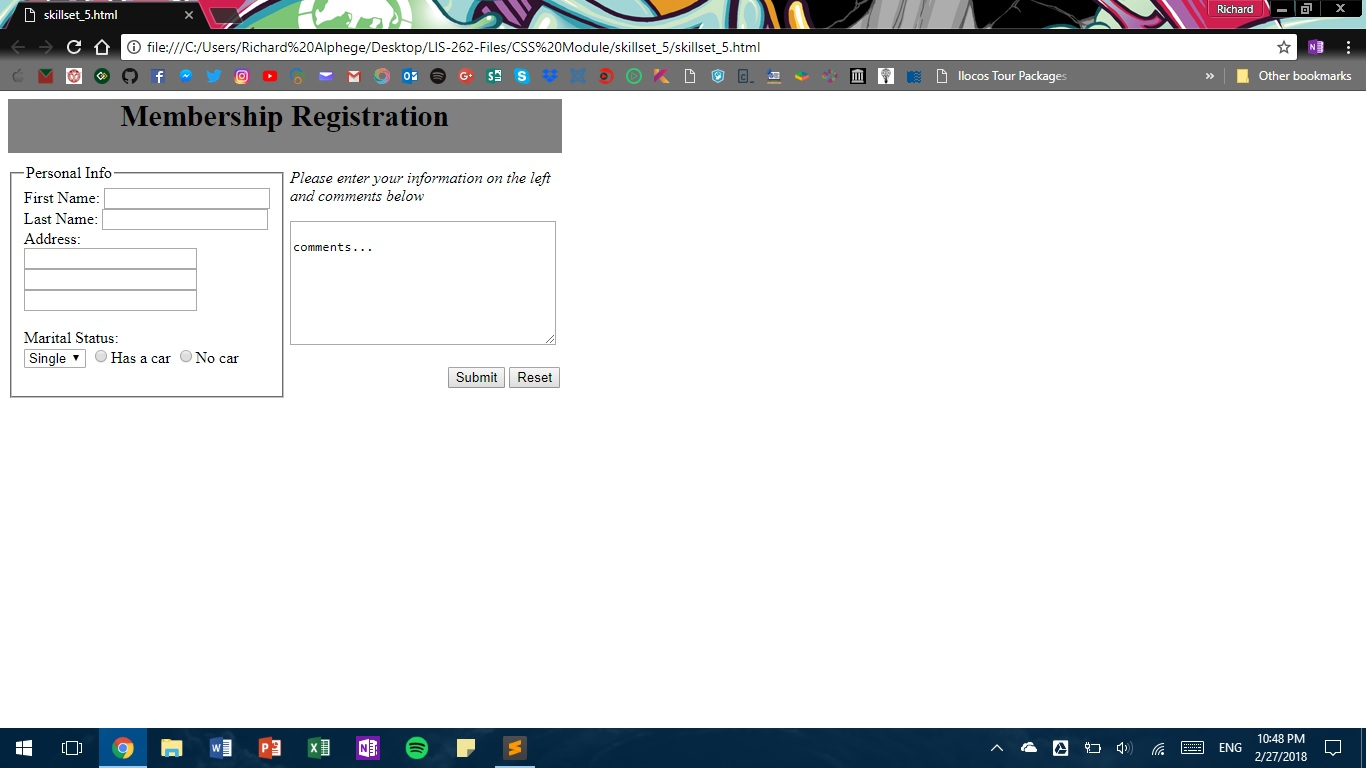 skillset_5.html
Richard
file:///C:/Users/Richard%20Alphege/Desktop/LIS-262-Files/CSS%20Module/skillset_5/skillset_5.html
Ilocos Tour Packages
» Other bookmarks
Membership Registration
Personal Info
First Name:
Last Name:
Address:
Marital Status:
Single ▼ Has a car No car
Please enter your information on the left
and comments below
comments...
Submit Reset
ENG
10:48 PM
2/27/2018